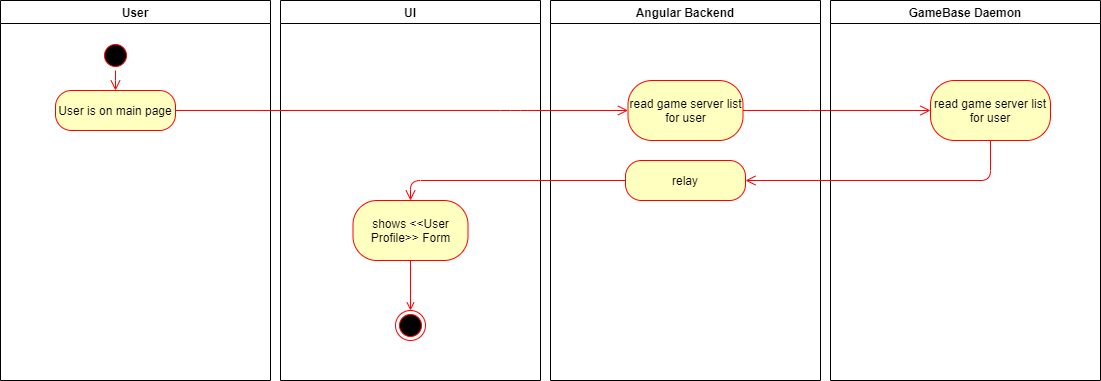 User
UI
Angular Backend
GameBase Daemon
User is on main page
read game server list
for user
read game server list
for user
relay
shows <<User
Profile>> Form